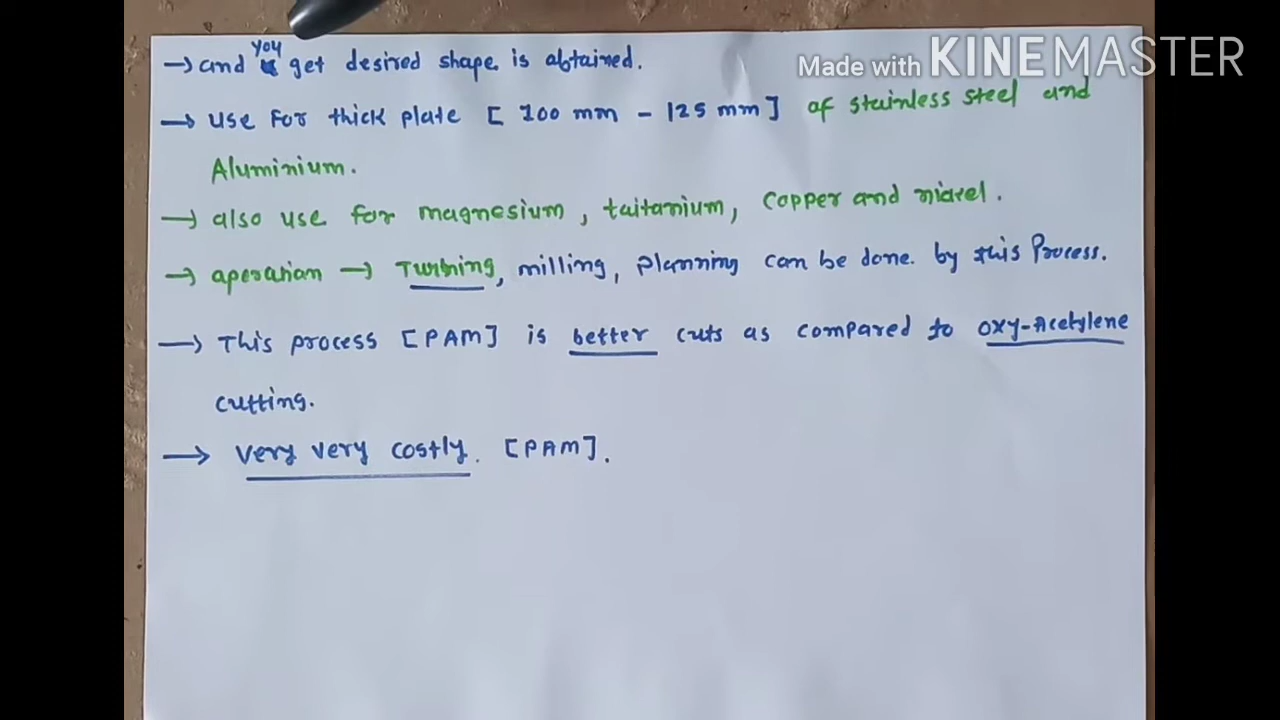 → and you get desired shape is obtained.
Made with KINEMASTER
→ use For thick plate [ 100 mm - 125 mm ] of stainless steel and
Aluminium.
→ also use for magnesium, taitanium, copper and nickel.
→ operation → Turning, milling, planning can be done. by this Process.
→ This process [PAM] is better cuts as compared to oxy-Acetylene
cutting.
→ very very costly. [PAM].